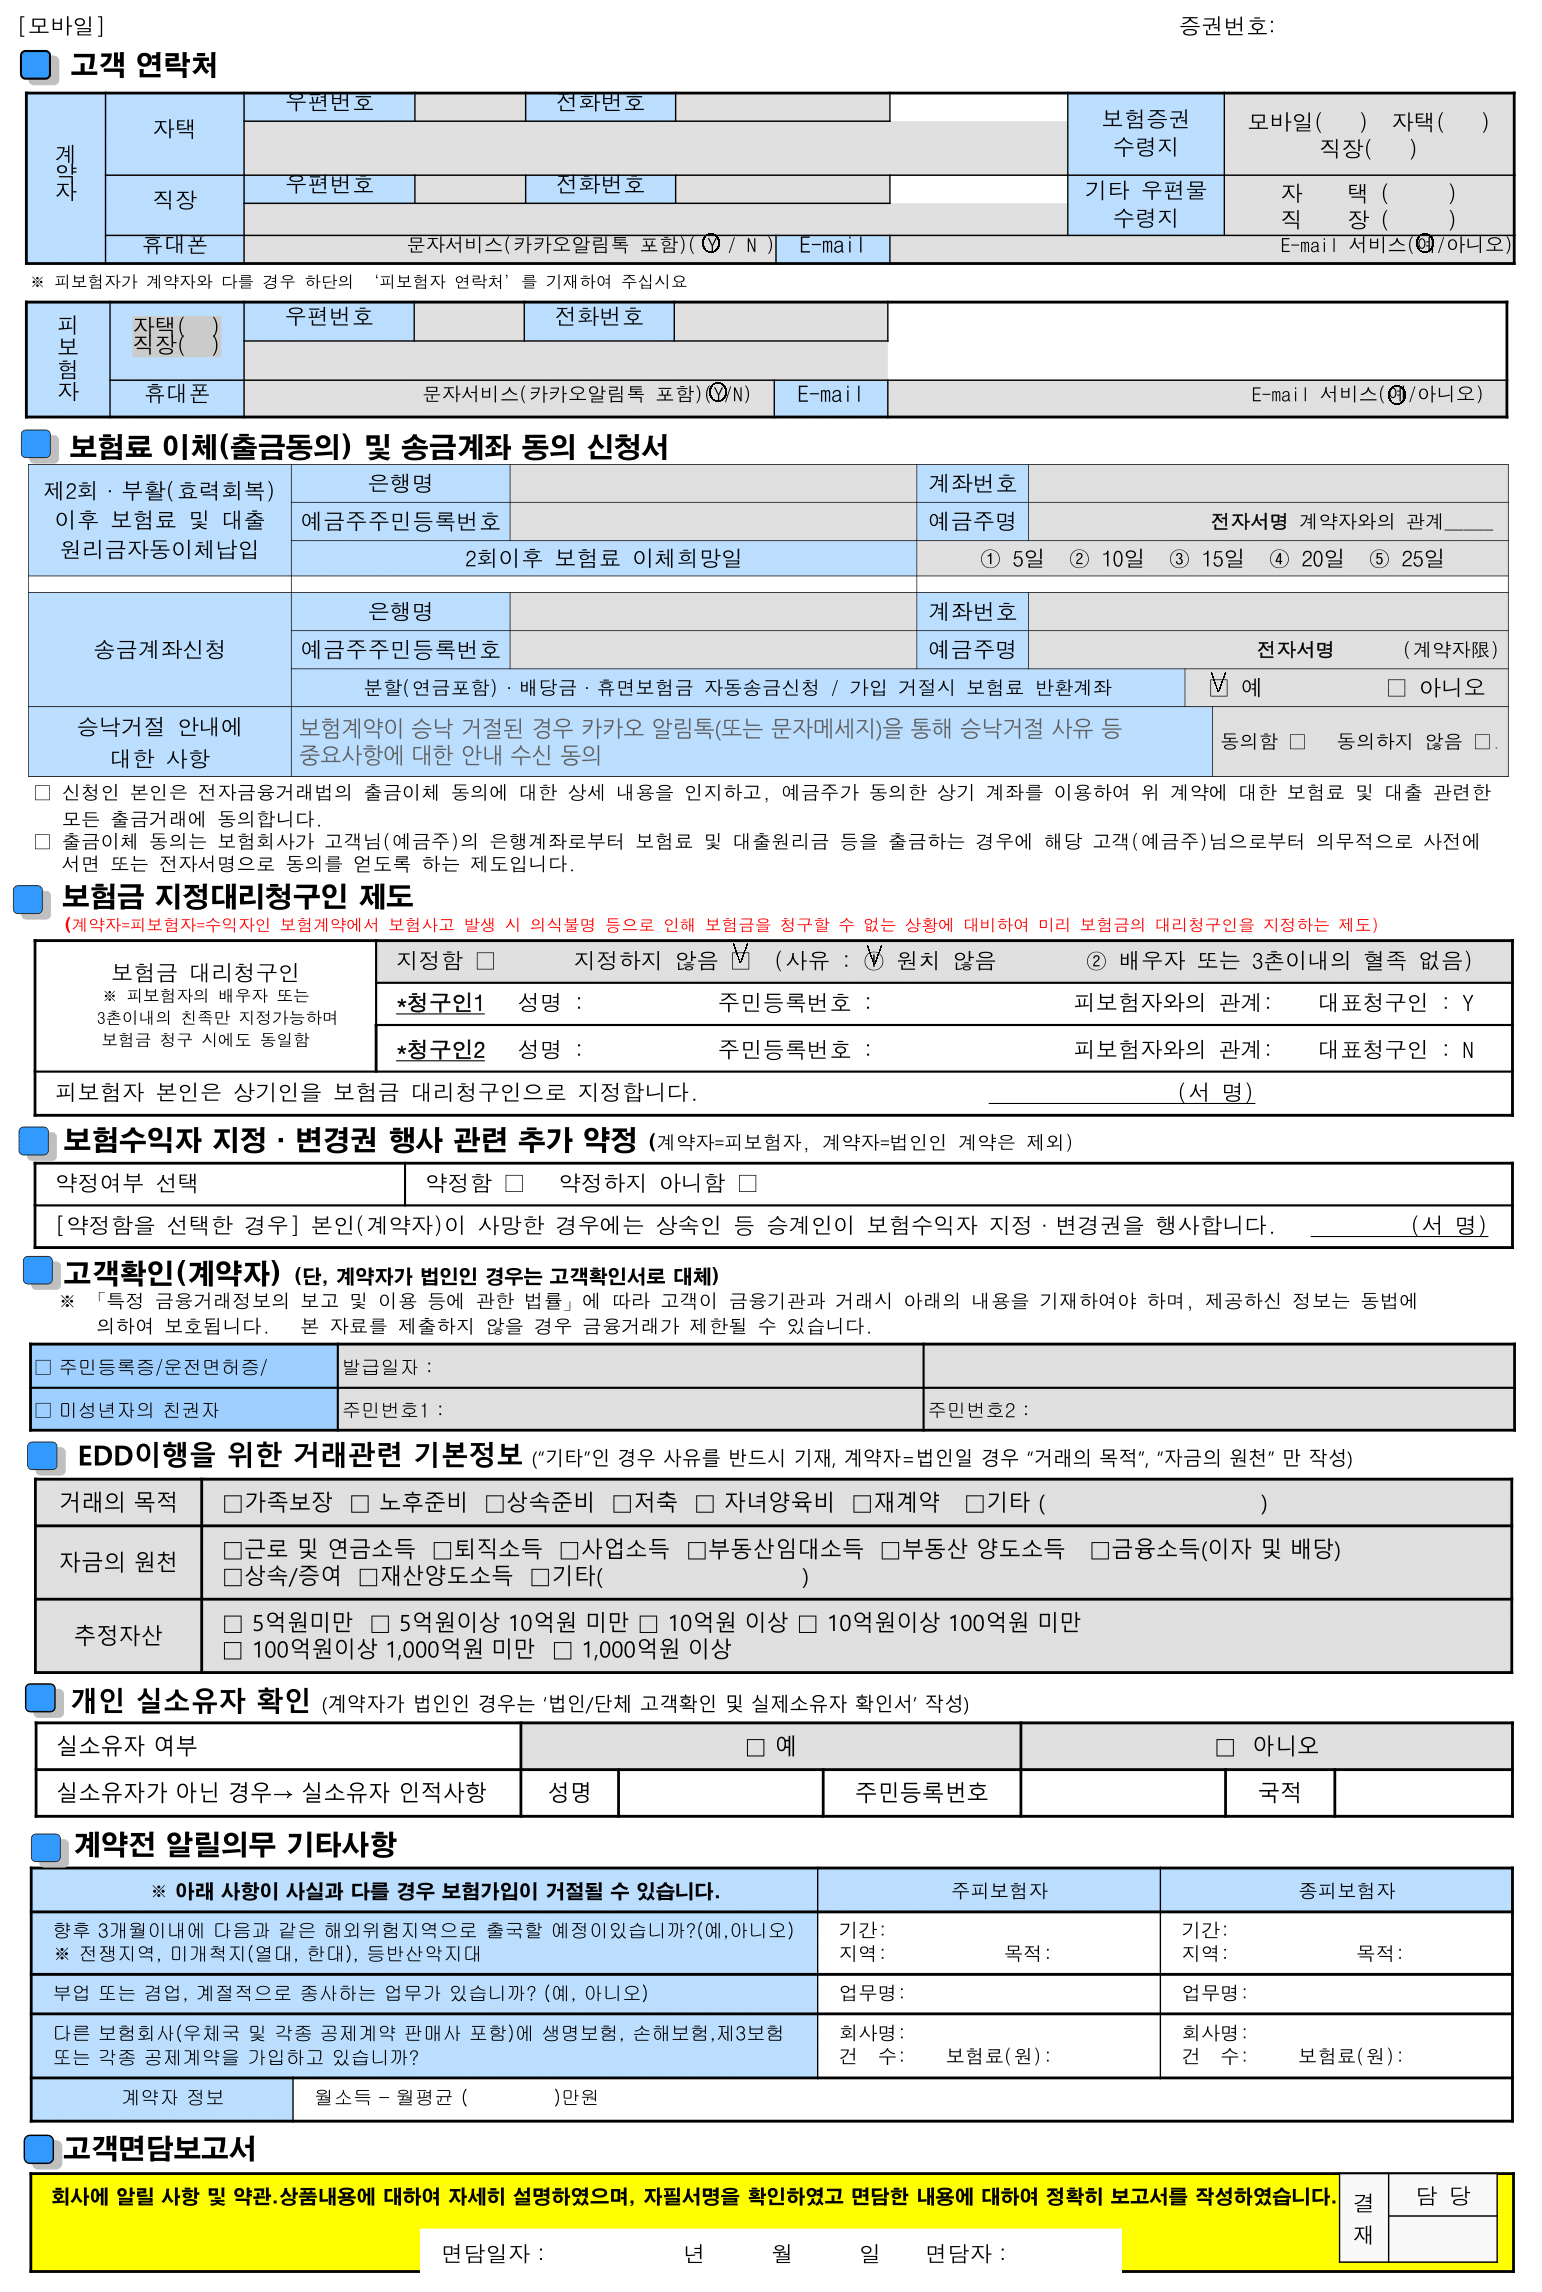 [모바일] 증권번호:
고객 연락처
계약자 자택 우편번호 전화번호 보험증권 수령지 모바일( ) 자택( )
직장( )
직장 우편번호 전화번호 기타 우편물 수령지 자 택 ( )
직 장 ( )
휴대폰 문자서비스(카카오알림톡 포함)( Y / N ) E-mail E-mail 서비스(예/아니오)
※ 피보험자가 계약자와 다를 경우 하단의 ‘피보험자 연락처’를 기재하여 주십시요
피보험자 자택( ) 우편번호 전화번호
직장( )
휴대폰 문자서비스(카카오알림톡 포함)(Y/N) E-mail E-mail 서비스(예/아니오)
보험료 이체(출금동의) 및 송금계좌 동의 신청서
제2회 · 부활(효력회복) 은행명 계좌번호
이후 보험료 및 대출 예금주주민등록번호 예금주명 전자서명 계약자와의 관계____
원리금자동이체납입 2회이후 보험료 이체희망일 ① 5일 ② 10일 ③ 15일 ④ 20일 ⑤ 25일
은행명 계좌번호
송금계좌신청 예금주주민등록번호 예금주명 전자서명 (계약자限)
분할(연금포함) · 배당금 · 휴면보험금 자동송금신청 / 가입 거절시 보험료 반환계좌 ☑ 예 □ 아니오
승낙거절 안내에 대한 사항 보험계약이 승낙 거절된 경우 카카오 알림톡(또는 문자메세지)을 통해 승낙거절 사유 등
중요사항에 대한 안내 수신 동의 동의함 □ 동의하지 않음 □.
□ 신청인 본인은 전자금융거래법의 출금이체 동의에 대한 상세 내용을 인지하고, 예금주가 동의한 상기 계좌를 이용하여 위 계약에 대한 보험료 및 대출 관련한
모든 출금거래에 동의합니다.
□ 출금이체 동의는 보험회사가 고객님(예금주)의 은행계좌로부터 보험료 및 대출원리금 등을 출금하는 경우에 해당 고객(예금주)님으로부터 의무적으로 사전에
서면 또는 전자서명으로 동의를 얻도록 하는 제도입니다.
보험금 지정대리청구인 제도
(계약자=피보험자=수익자인 보험계약에서 보험사고 발생 시 의식불명 등으로 인해 보험금을 청구할 수 없는 상황에 대비하여 미리 보험금의 대리청구인을 지정하는 제도)
지정함 □ 지정하지 않음 ☑ (사유 : ① 원치 않음 ② 배우자 또는 3촌이내의 혈족 없음)
보험금 대리청구인
※ 피보험자의 배우자 또는
3촌이내의 친족만 지정가능하며
보험금 청구 시에도 동일함
*청구인1 성명 : 주민등록번호 : 피보험자와의 관계: 대표청구인 : Y
*청구인2 성명 : 주민등록번호 : 피보험자와의 관계: 대표청구인 : N
피보험자 본인은 상기인을 보험금 대리청구인으로 지정합니다. (서 명)
보험수익자 지정 · 변경권 행사 관련 추가 약정 (계약자=피보험자, 계약자=법인인 계약은 제외)
약정여부 선택 약정함 □ 약정하지 아니함 □
[약정함을 선택한 경우] 본인(계약자)이 사망한 경우에는 상속인 등 승계인이 보험수익자 지정 · 변경권을 행사합니다. (서 명)
고객확인(계약자) (단, 계약자가 법인인 경우는 고객확인서로 대체)
※ 「특정 금융거래정보의 보고 및 이용 등에 관한 법률」에 따라 고객이 금융기관과 거래시 아래의 내용을 기재하여야 하며, 제공하신 정보는 동법에
의하여 보호됩니다. 본 자료를 제출하지 않을 경우 금융거래가 제한될 수 있습니다.
□ 주민등록증/운전면허증/ 발급일자 :
□ 미성년자의 친권자 주민번호1 : 주민번호2 :
EDD이행을 위한 거래관련 기본정보 (“기타”인 경우 사유를 반드시 기재, 계약자=법인일 경우 “거래의 목적”, “자금의 원천” 만 작성)
거래의 목적 □가족보장 □ 노후준비 □상속준비 □저축 □ 자녀양육비 □재계약 □기타 ( )
자금의 원천 □근로 및 연금소득 □퇴직소득 □사업소득 □부동산임대소득 □부동산 양도소득 □금융소득(이자 및 배당)
□상속/증여 □재산양도소득 □기타( )
추정자산 □ 5억원미만 □ 5억원이상 10억원 미만 □ 10억원 이상 □ 10억원이상 100억원 미만
□ 100억원이상 1,000억원 미만 □ 1,000억원 이상
개인 실소유자 확인 (계약자가 법인인 경우는 ‘법인/단체 고객확인 및 실제소유자 확인서’ 작성)
실소유자 여부 □ 예 □ 아니오
실소유자가 아닌 경우→ 실소유자 인적사항 성명 주민등록번호 국적
계약전 알릴의무 기타사항
※ 아래 사항이 사실과 다를 경우 보험가입이 거절될 수 있습니다. 주피보험자 종피보험자
향후 3개월이내에 다음과 같은 해외위험지역으로 출국할 예정이있습니까?(예,아니오) 기간: 기간:
※ 전쟁지역, 미개척지(열대, 한대), 등반산악지대 지역: 목적: 지역: 목적:
부업 또는 겸업, 계절적으로 종사하는 업무가 있습니까? (예, 아니오) 업무명: 업무명:
다른 보험회사(우체국 및 각종 공제계약 판매사 포함)에 생명보험, 손해보험,제3보험 회사명: 회사명:
또는 각종 공제계약을 가입하고 있습니까? 건 수: 보험료(원): 건 수: 보험료(원):
계약자 정보 월소득 – 월평균 ( )만원
고객면담보고서
회사에 알릴 사항 및 약관.상품내용에 대하여 자세히 설명하였으며, 자필서명을 확인하였고 면담한 내용에 대하여 정확히 보고서를 작성하였습니다. 결재 담 당
면담일자 : 년 월 일 면담자 :